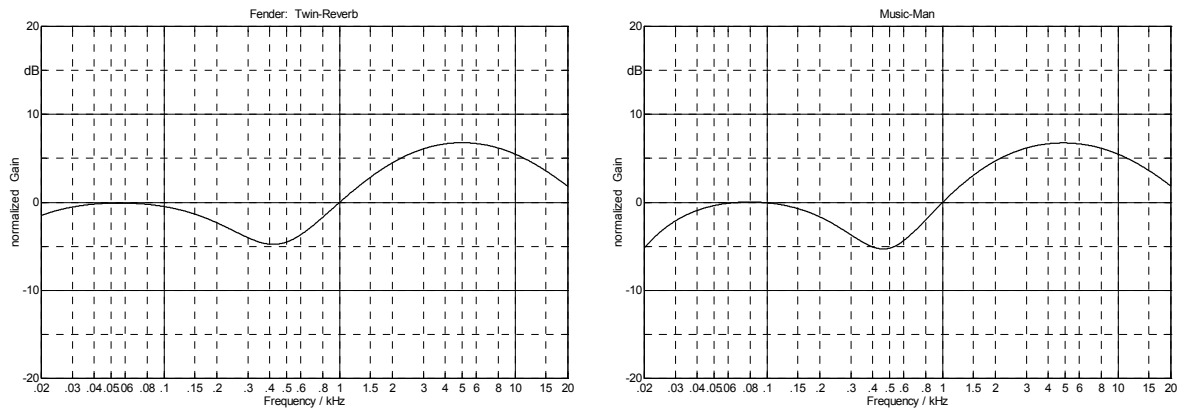 Fender: Twin-Reverb
20
dB
10
0
-10
-20
normalized Gain
.02 .03 .04 .05 .06 .08 .1 .15 .2 .3 .4 .5 .6 .8 1 1.5 2 3 4 5 6 8 10 15 20
Frequency / kHz
Music-Man
20
dB
10
0
-10
-20
normalized Gain
.02 .03 .04 .05 .06 .08 .1 .15 .2 .3 .4 .5 .6 .8 1 1.5 2 3 4 5 6 8 10 15 20
Frequency / kHz